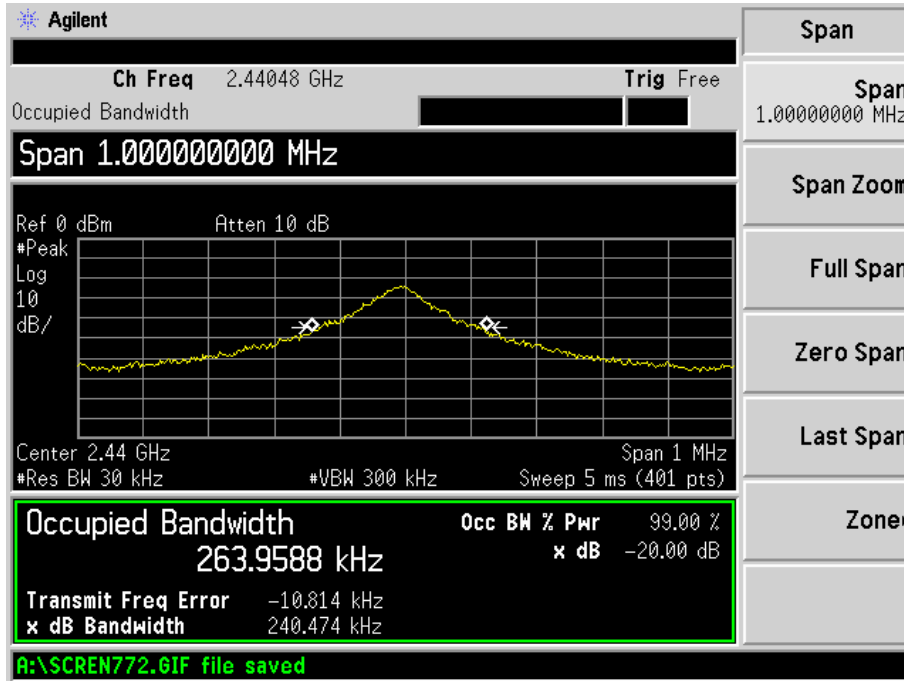 Agilent
Span
Ch Freq 2.44048 GHz Trig Free
Occupied Bandwidth
Span
1.00000000 MHz
Span 1.000000000 MHz
Span Zoom
Ref 0 dBm Atten 10 dB
#Peak
Log
10
dB/
Full Span
Zero Span
Last Span
Center 2.44 GHz Span 1 MHz
#Res BW 30 kHz #VBW 300 kHz Sweep 5 ms (401 pts)
Occupied Bandwidth
263.9588 kHz
Occ BW % Pwr 99.00 %
x dB -20.00 dB
Zone
Transmit Freq Error -10.814 kHz
x dB Bandwidth 240.474 kHz
A:\SCREN772.GIF file saved